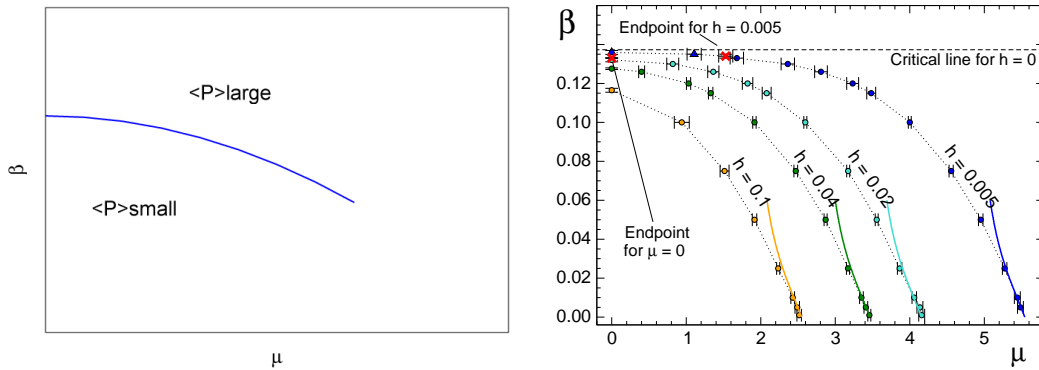 <P>large
<P>small
β
μ
β
Endpoint for h = 0.005
Critical line for h = 0
0.12
0.10
0.08
0.06
0.04
0.02
0.00
h = 0.1
h = 0.04
h = 0.02
h = 0.005
Endpoint
for μ = 0
0 1 2 3 4 5 μ